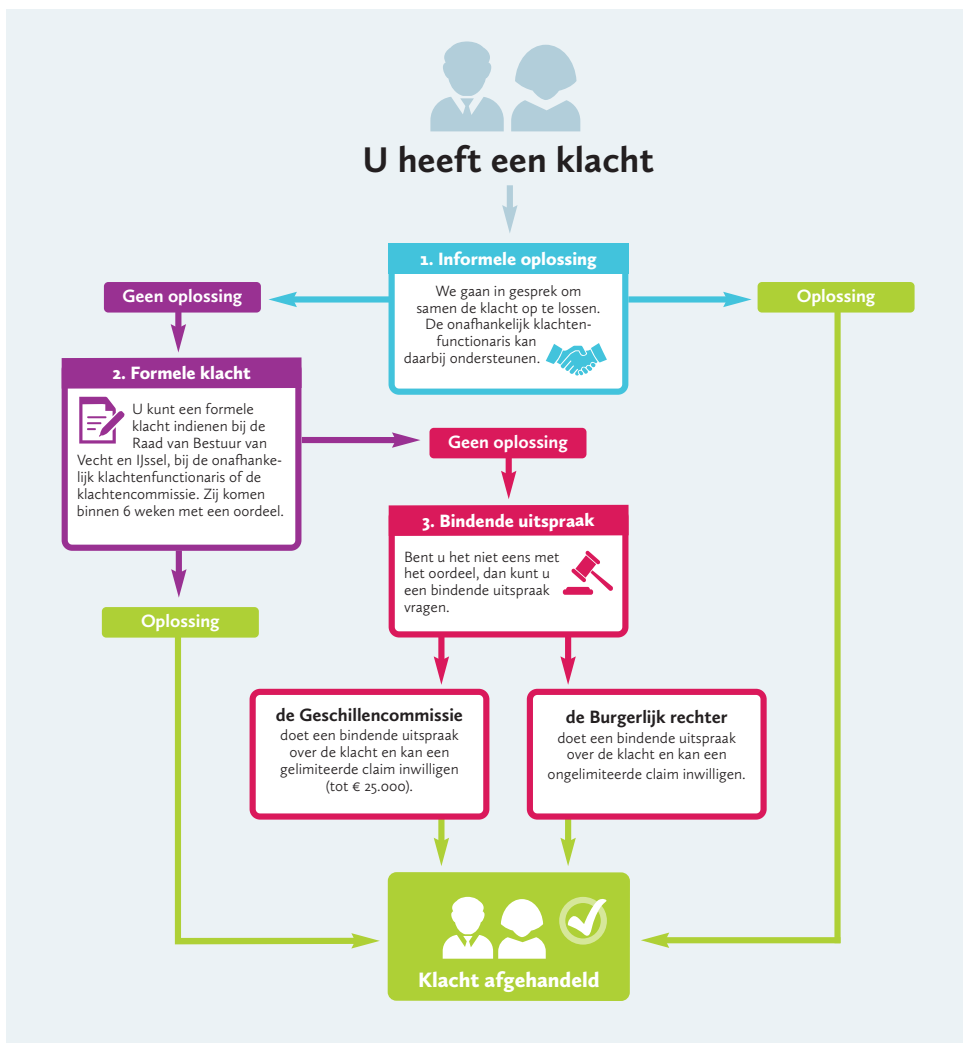 U heeft een klacht
1. Informele oplossing
We gaan in gesprek om
samen de klacht op te lossen.
De onafhankelijk klachten-
functionaris kan
daarbij ondersteunen.
Geen oplossing
Oplossing
2. Formele klacht
U kunt een formele
klacht indienen bij de
Raad van Bestuur van
Vecht en IJssel, bij de onafhanke-
lijk klachtenfunctionaris of de
klachtencommissie. Zij komen
binnen 6 weken met een oordeel.
Geen oplossing
3. Bindende uitspraak
Bent u het niet eens met
het oordeel, dan kunt u
een bindende uitspraak
vragen.
Oplossing
de Geschillencommissie
doet een bindende uitspraak
over de klacht en kan een
gelimiteerde claim inwilligen
(tot € 25.000).
de Burgerlijk rechter
doet een bindende uitspraak
over de klacht en kan een
ongelimiteerde claim inwilligen.
Klacht afgehandeld